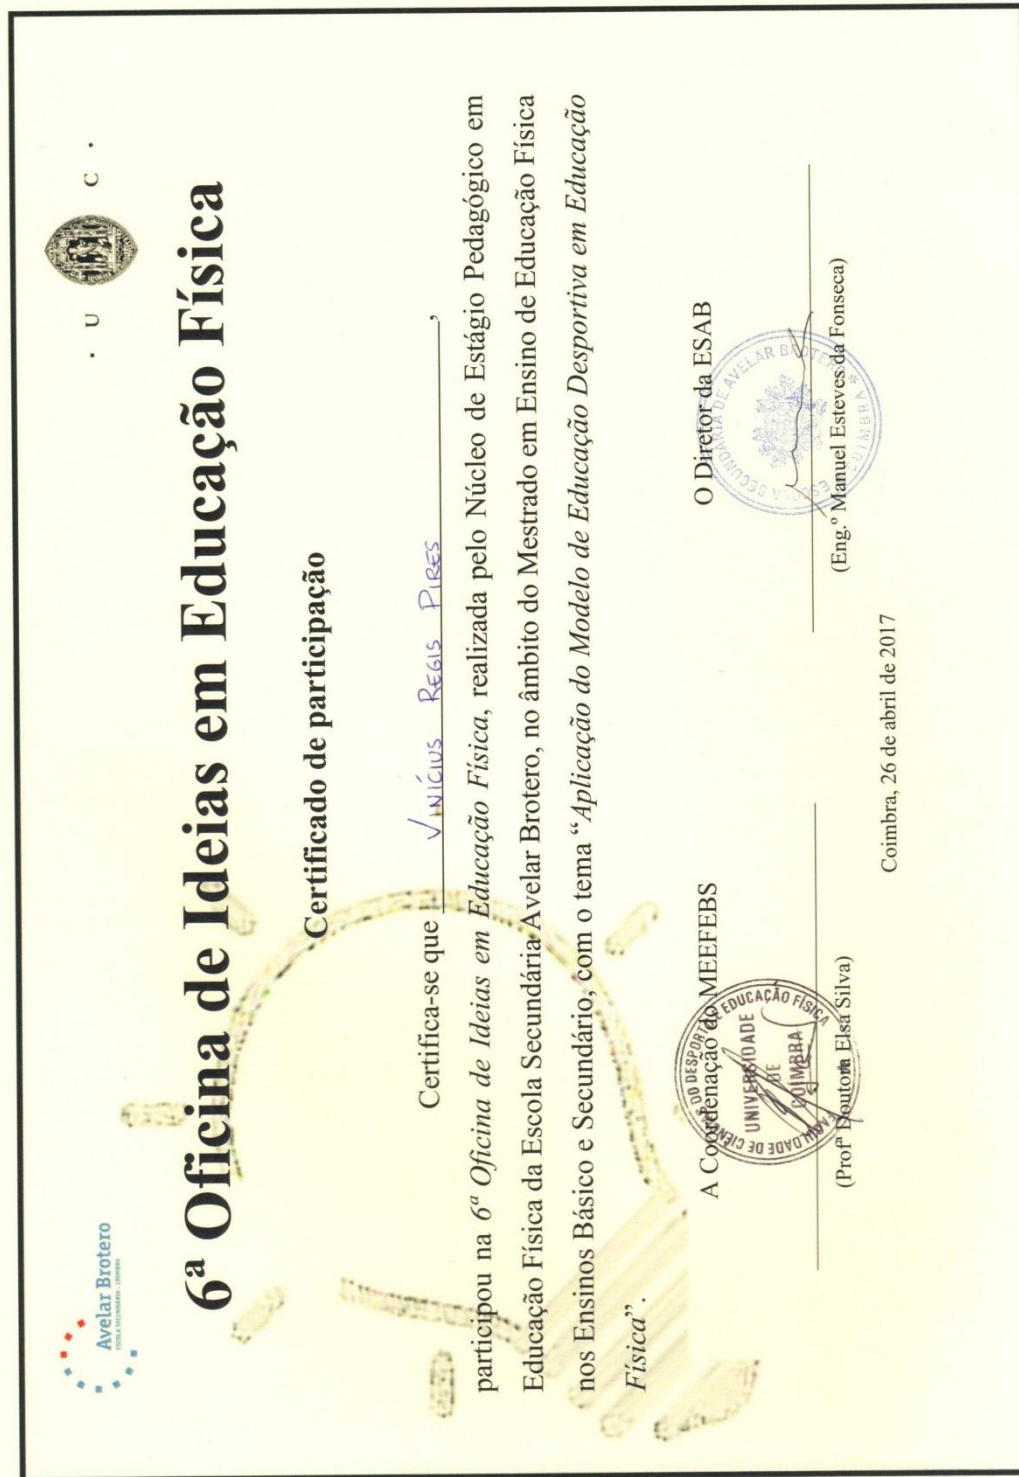 Avelar Brotero
ESCOLA SECUNDÁRIA . COIMBRA
· U C ·
6ª Oficina de Ideias em Educação Física
Certificado de participação
Certifica-se que VINÍCIUS REGIS PIRES,
participou na 6ª Oficina de Ideias em Educação Física, realizada pelo Núcleo de Estágio Pedagógico em
Educação Física da Escola Secundária Avelar Brotero, no âmbito do Mestrado em Ensino de Educação Física
nos Ensinos Básico e Secundário, com o tema “Aplicação do Modelo de Educação Desportiva em Educação
Física”.
A Coordenação do MEEFEBS
FACULDADE DE CIÊNCIAS DO DESPORTO E EDUCAÇÃO FÍSICA
UNIVERSIDADE
DE
COIMBRA
(Profª Doutora Elsa Silva)
O Diretor da ESAB
ESCOLA SECUNDÁRIA DE AVELAR BROTERO * COIMBRA
(Eng.º Manuel Esteves da Fonseca)
Coimbra, 26 de abril de 2017